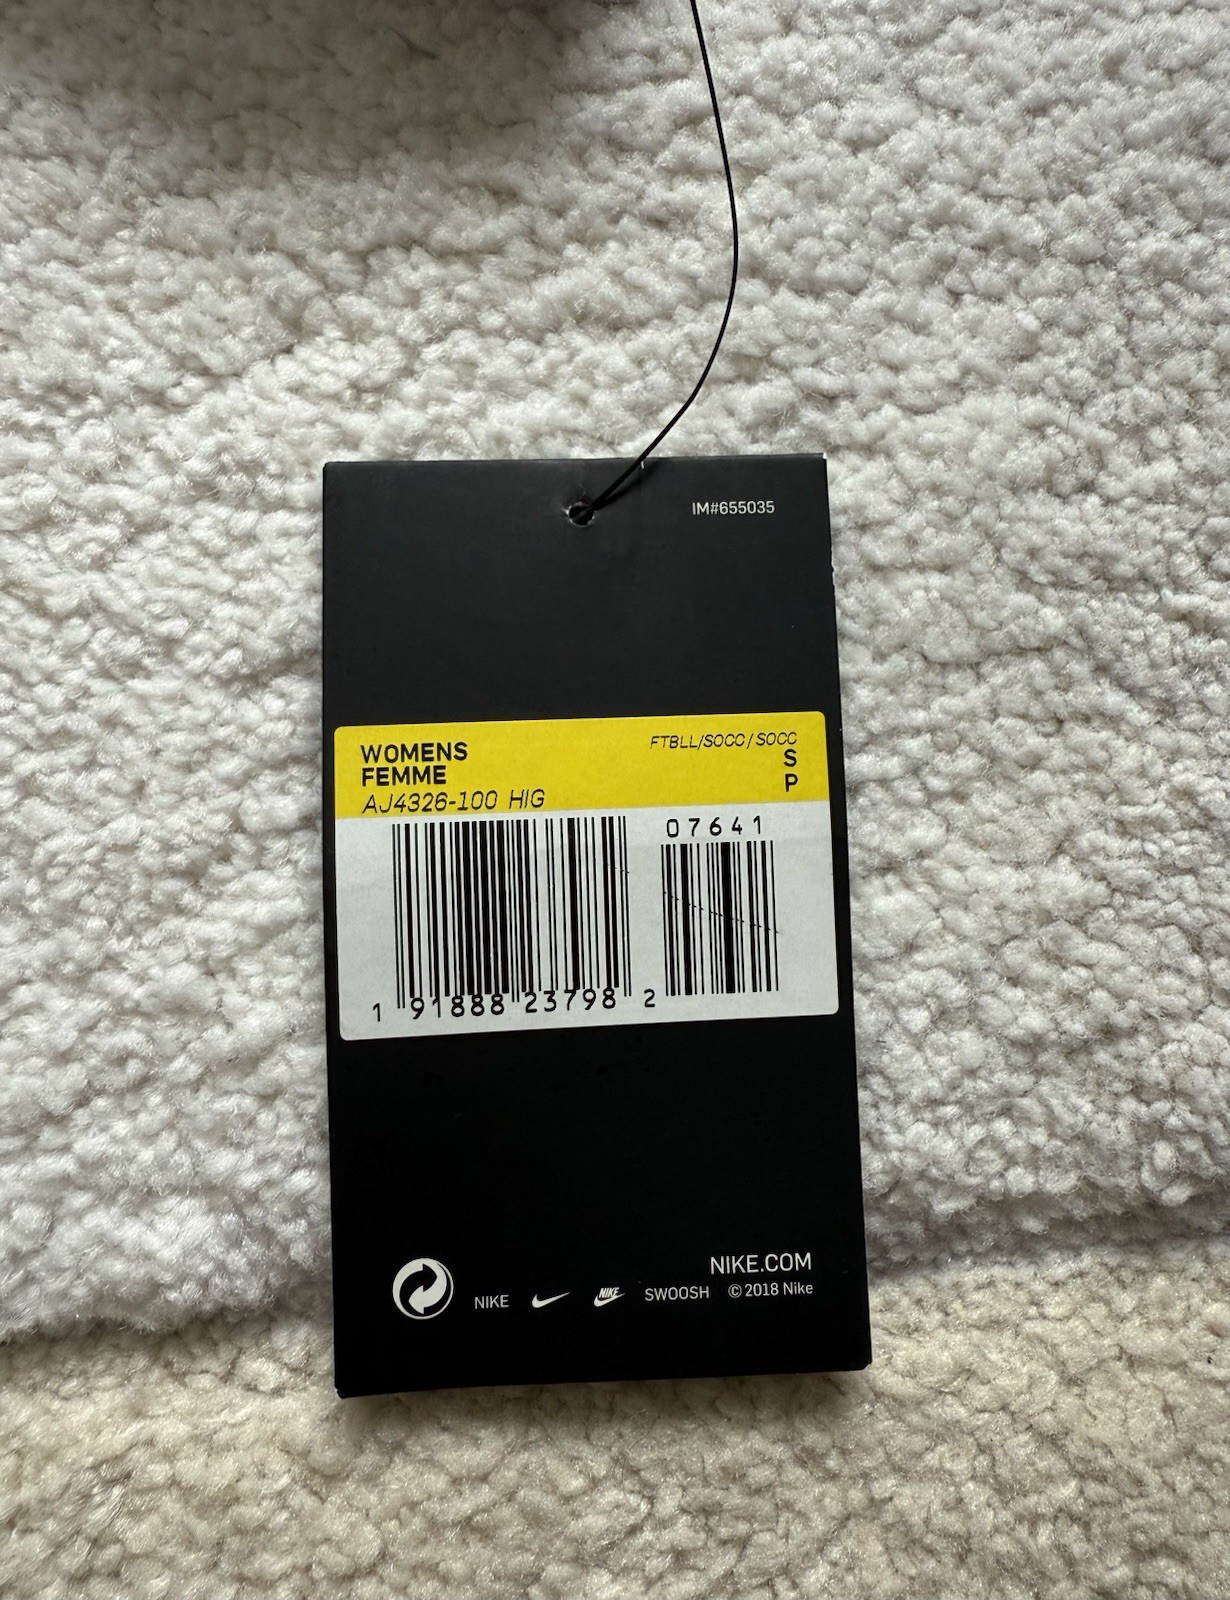 IM#655035
WOMENS
FEMME
AJ4326-100 HIG
FTBLL/SOCC/SOCC
S
P
07641
1 91888 23798 2
NIKE.COM
NIKE NIKE SWOOSH © 2018 Nike